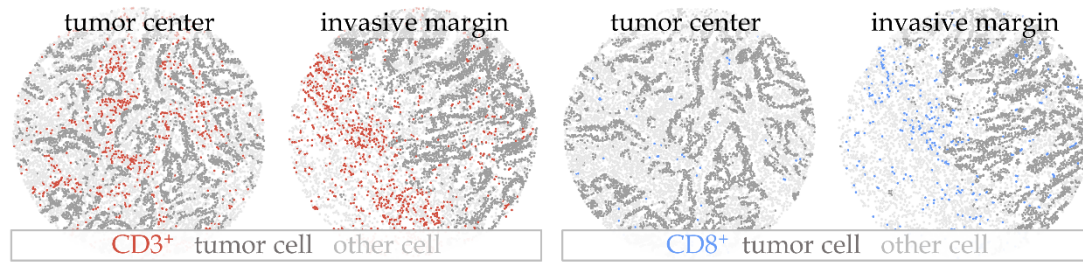 tumor center invasive margin tumor center invasive margin
CD3⁺ tumor cell other cell CD8⁺ tumor cell other cell